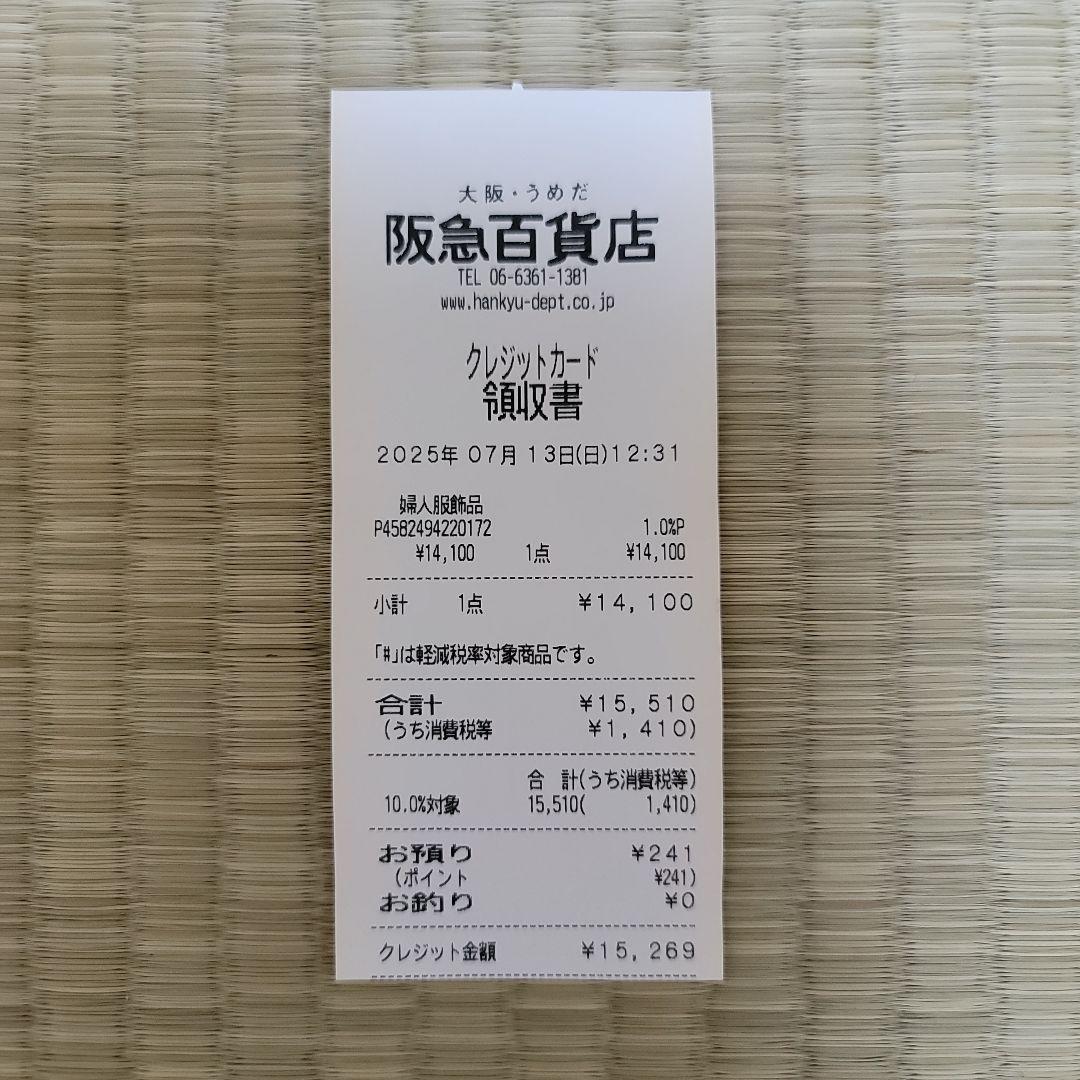 大阪・うめだ
阪急百貨店
TEL 06-6361-1381
www.hankyu-dept.co.jp
クレジットカード
領収書
2025年 07月 13日(日)12:31
婦人服飾品
P4582494220172 1.0%P
¥14,100 1点 ¥14,100
小計 1点 ¥14,100
「#」は軽減税率対象商品です。
合計 ¥15,510
(うち消費税等 ¥1,410)
合 計(うち消費税等)
10.0%対象 15,510( 1,410)
お預り ¥241
(ポイント ¥241)
お釣り ¥0
クレジット金額 ¥15,269